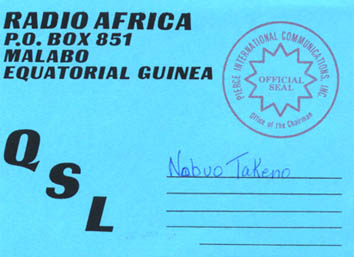 RADIO AFRICA
P.O. BOX 851
MALABO
EQUATORIAL GUINEA
PIERCE INTERNATIONAL COMMUNICATIONS, INC.
OFFICIAL
SEAL
Office of the Chairman
Nobuo Takeno
QSL